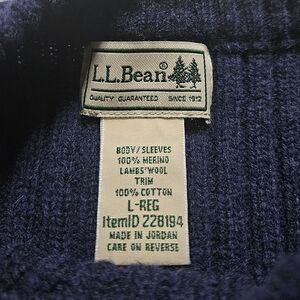 L.L.Bean®
QUALITY GUARANTEED SINCE 1912
BODY/SLEEVES
100% MERINO
LAMBS' WOOL
TRIM
100% COTTON
L-REG
ItemID 228194
MADE IN JORDAN
CARE ON REVERSE